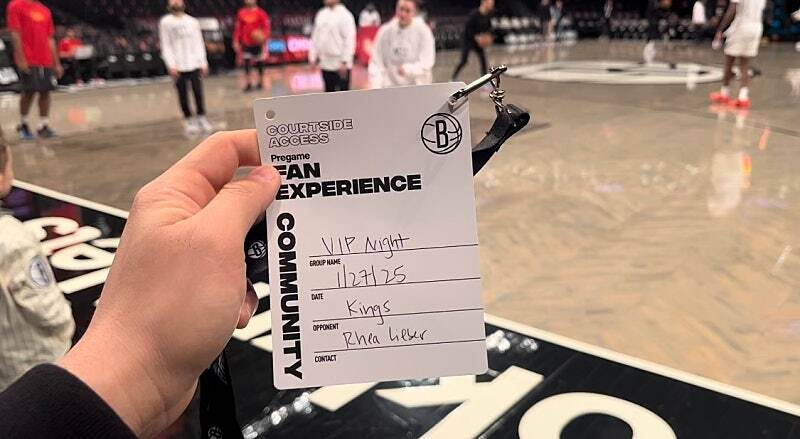 COURTSIDE
ACCESS
Pregame
FAN
EXPERIENCE
B
COMMUNITY
VIP Night
GROUP NAME
1/27/25
DATE
Kings
OPPONENT
Rhea Lieber
CONTACT